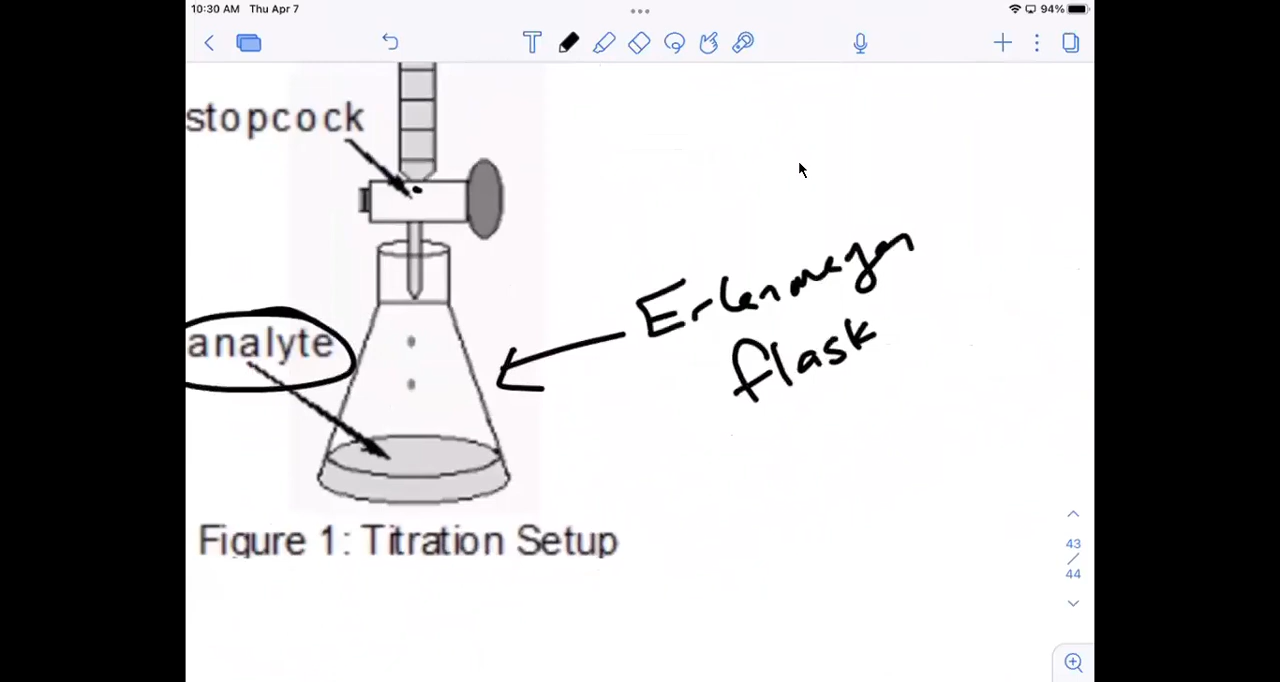 10:30 AM Thu Apr 7
94%
T
stopcock
Erlenmeyer
flask
analyte
Figure 1: Titration Setup
43
/
44